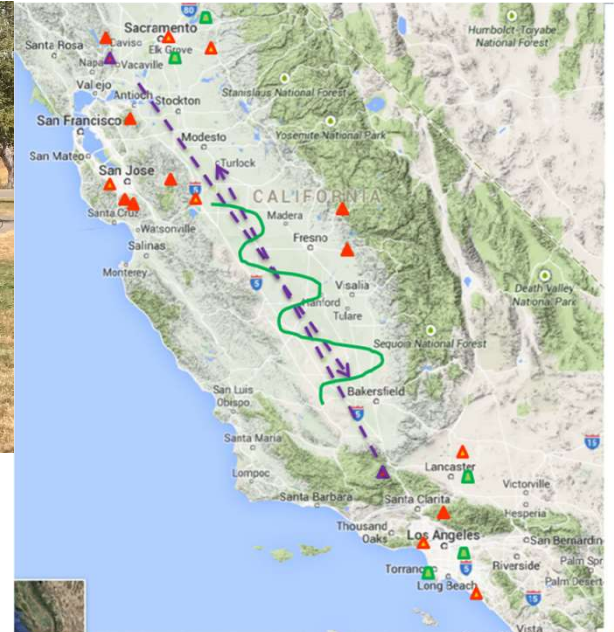 80
Sacramento
Humboldt-Toiyabe
National Forest
Santa Rosa
Elk Grove
Napa
Vacaville
Vallejo
Antioch
Stockton
Stanislaus National Forest
San Francisco
Modesto
Yosemite National Park
San Mateo
Turlock
San Jose
5
CALIFORNIA
Santa Cruz
Madera
Watsonville
Fresno
Salinas
Monterey
5
Visalia
Death Valley
National Park
Hanford
Tulare
Sequoia National Forest
San Luis
Obispo
Bakersfield
5
Santa Maria
15
Lancaster
Lompoc
Victorville
Santa Barbara
Santa Clarita
Hesperia
Thousand
Oaks
Los Angeles
San Bernardin
Torran
5
Riverside
Palm Spr
Long Beach
Palm Desert
15
Vista